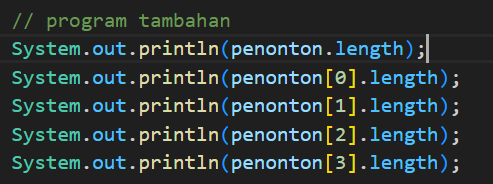 // program tambahan
System.out.println(penonton.length);
System.out.println(penonton[0].length);
System.out.println(penonton[1].length);
System.out.println(penonton[2].length);
System.out.println(penonton[3].length);